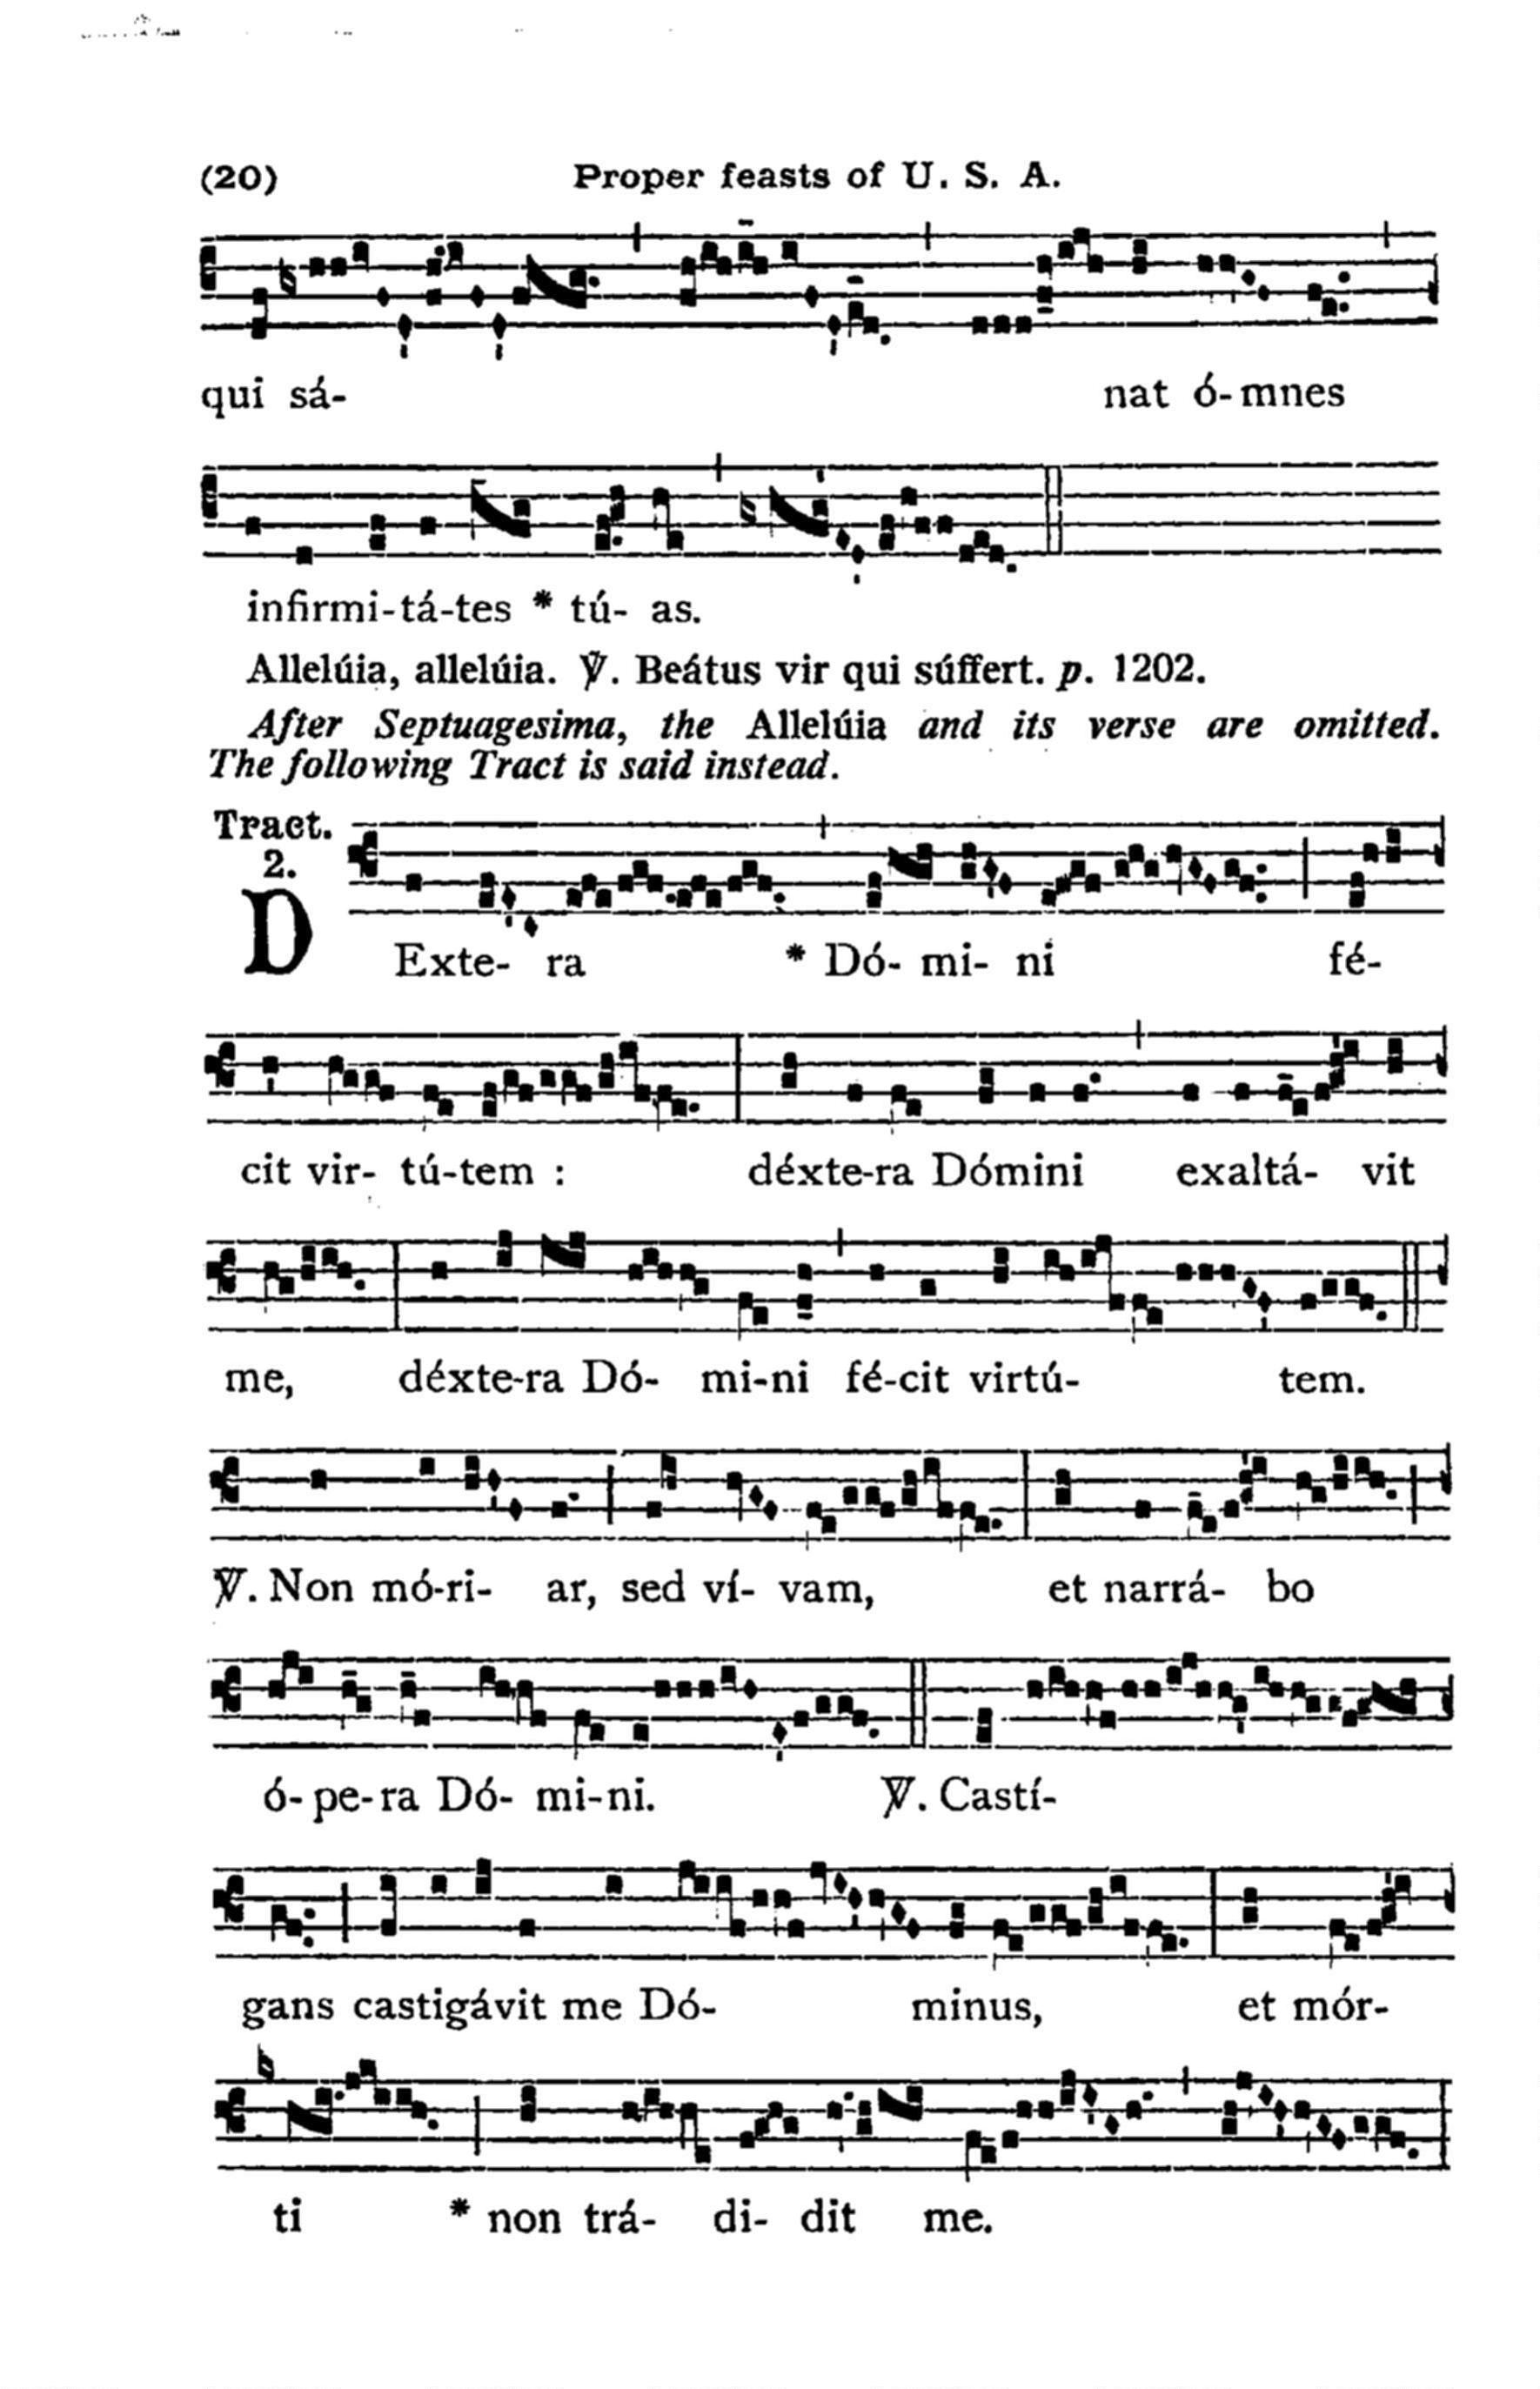 (20) Proper feasts of U. S. A.
qui sá- nat ó-mnes
infirmi-tá-tes * tú- as.
Allelúia, allelúia. ℣. Beátus vir qui súffert. p. 1202.
After Septuagesima, the Allelúia and its verse are omitted.
The following Tract is said instead.
Tract.
2.
DExte- ra * Dó- mi- ni fé-
cit vir- tú-tem : déxte-ra Dómini exaltá- vit
me, déxte-ra Dó- mi-ni fé-cit virtú- tem.
℣. Non mó-ri- ar, sed ví- vam, et narrá- bo
ó-pe-ra Dó- mi-ni. ℣. Castí-
gans castigávit me Dó- minus, et mór-
ti * non trá- di- dit me.